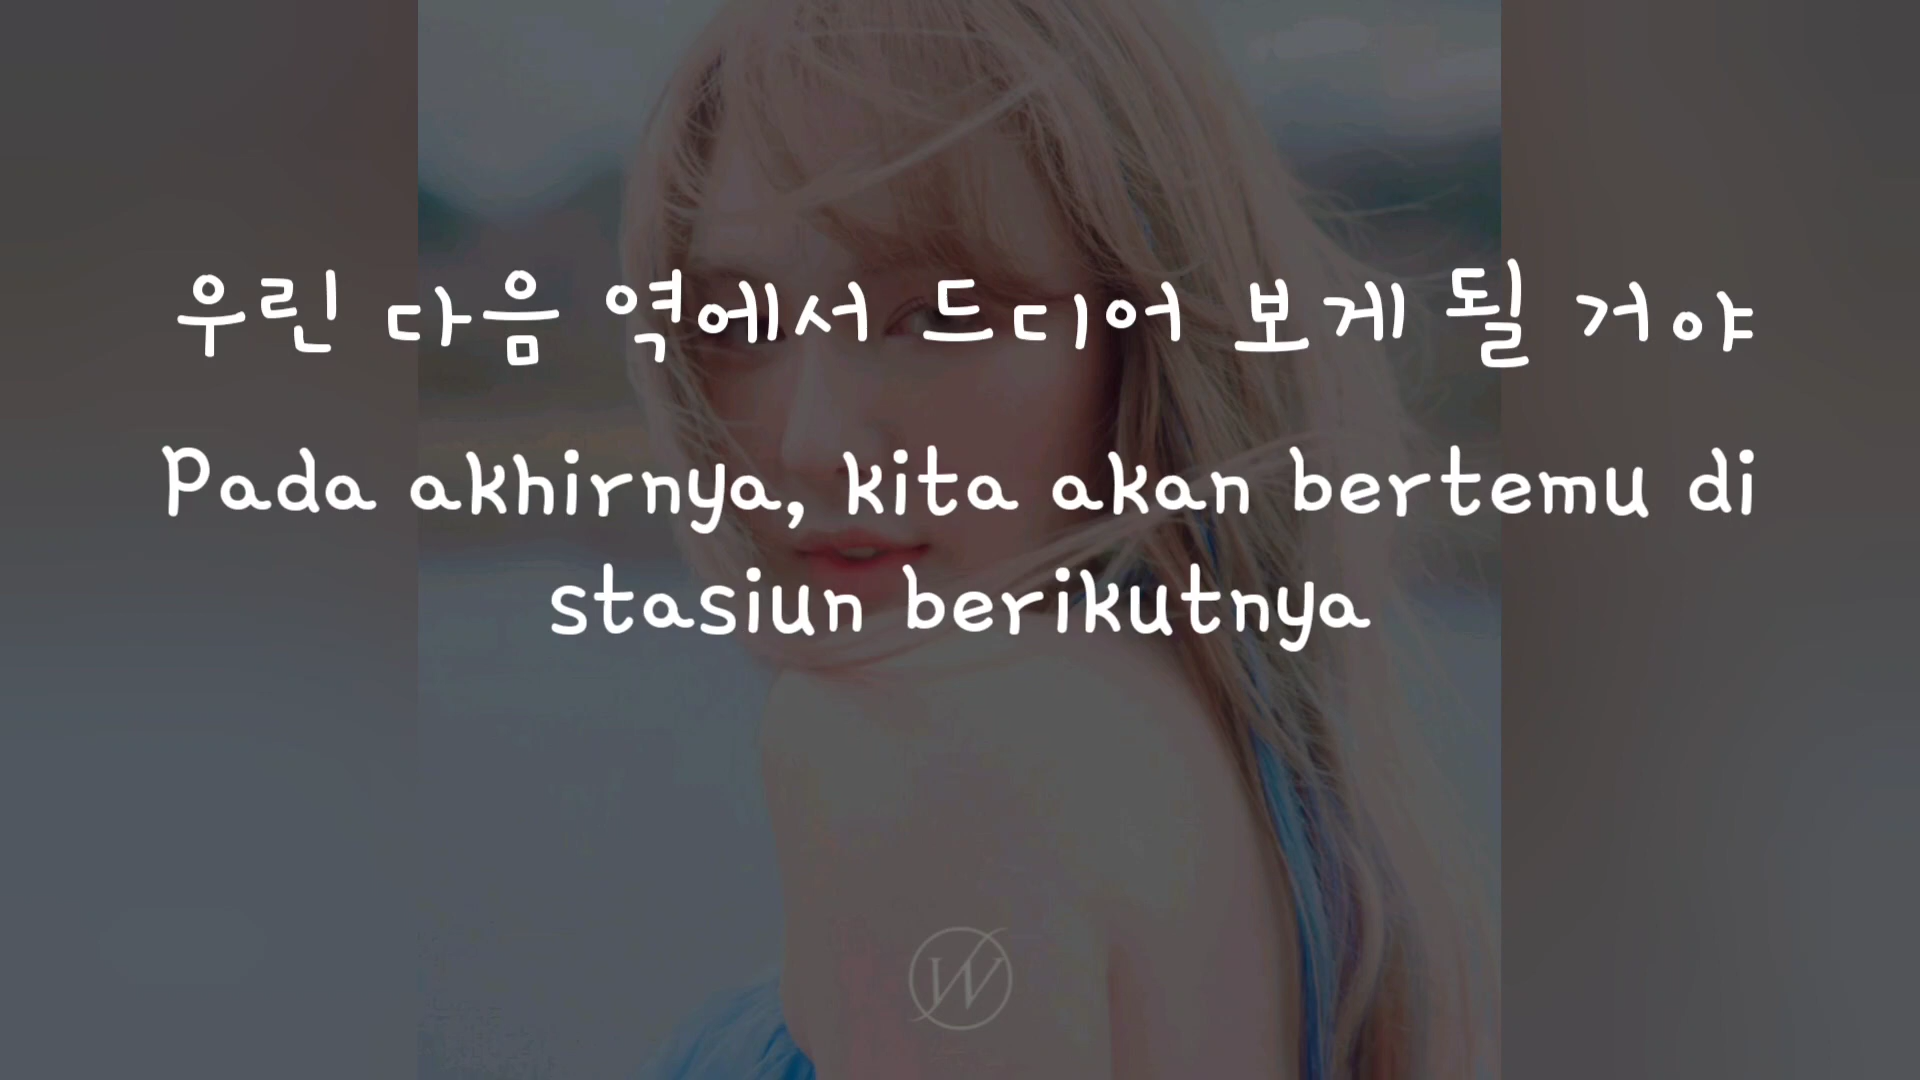 우린 다음 역에서 드디어 보게 될 거야
Pada akhirnya, kita akan bertemu di
stasiun berikutnya
W